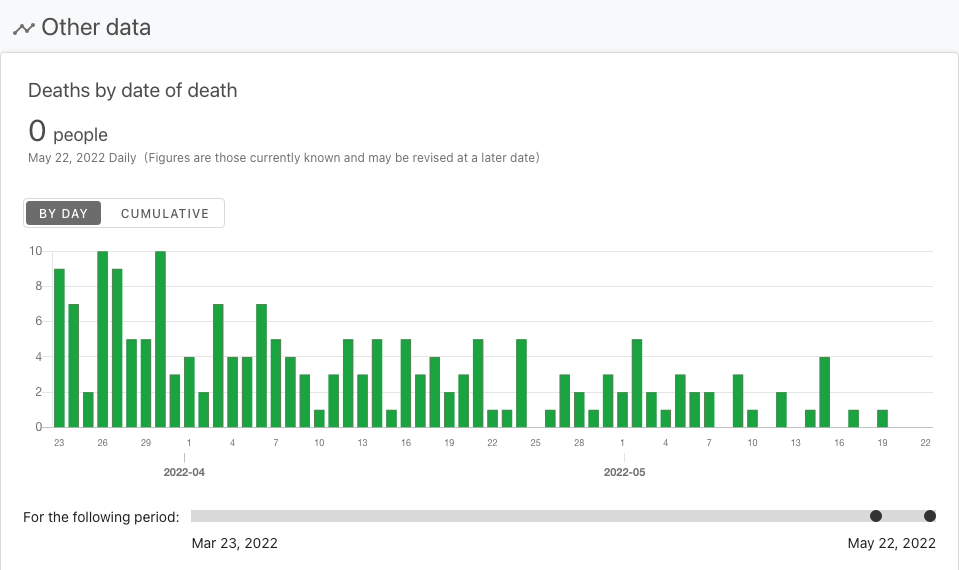 Other data
Deaths by date of death
0 people
May 22, 2022 Daily (Figures are those currently known and may be revised at a later date)
BY DAY CUMULATIVE
10
8
6
4
2
0
23 26 29 1 4 7 10 13 16 19 22 25 28 1 4 7 10 13 16 19 22
2022-04 2022-05
For the following period:
Mar 23, 2022 May 22, 2022